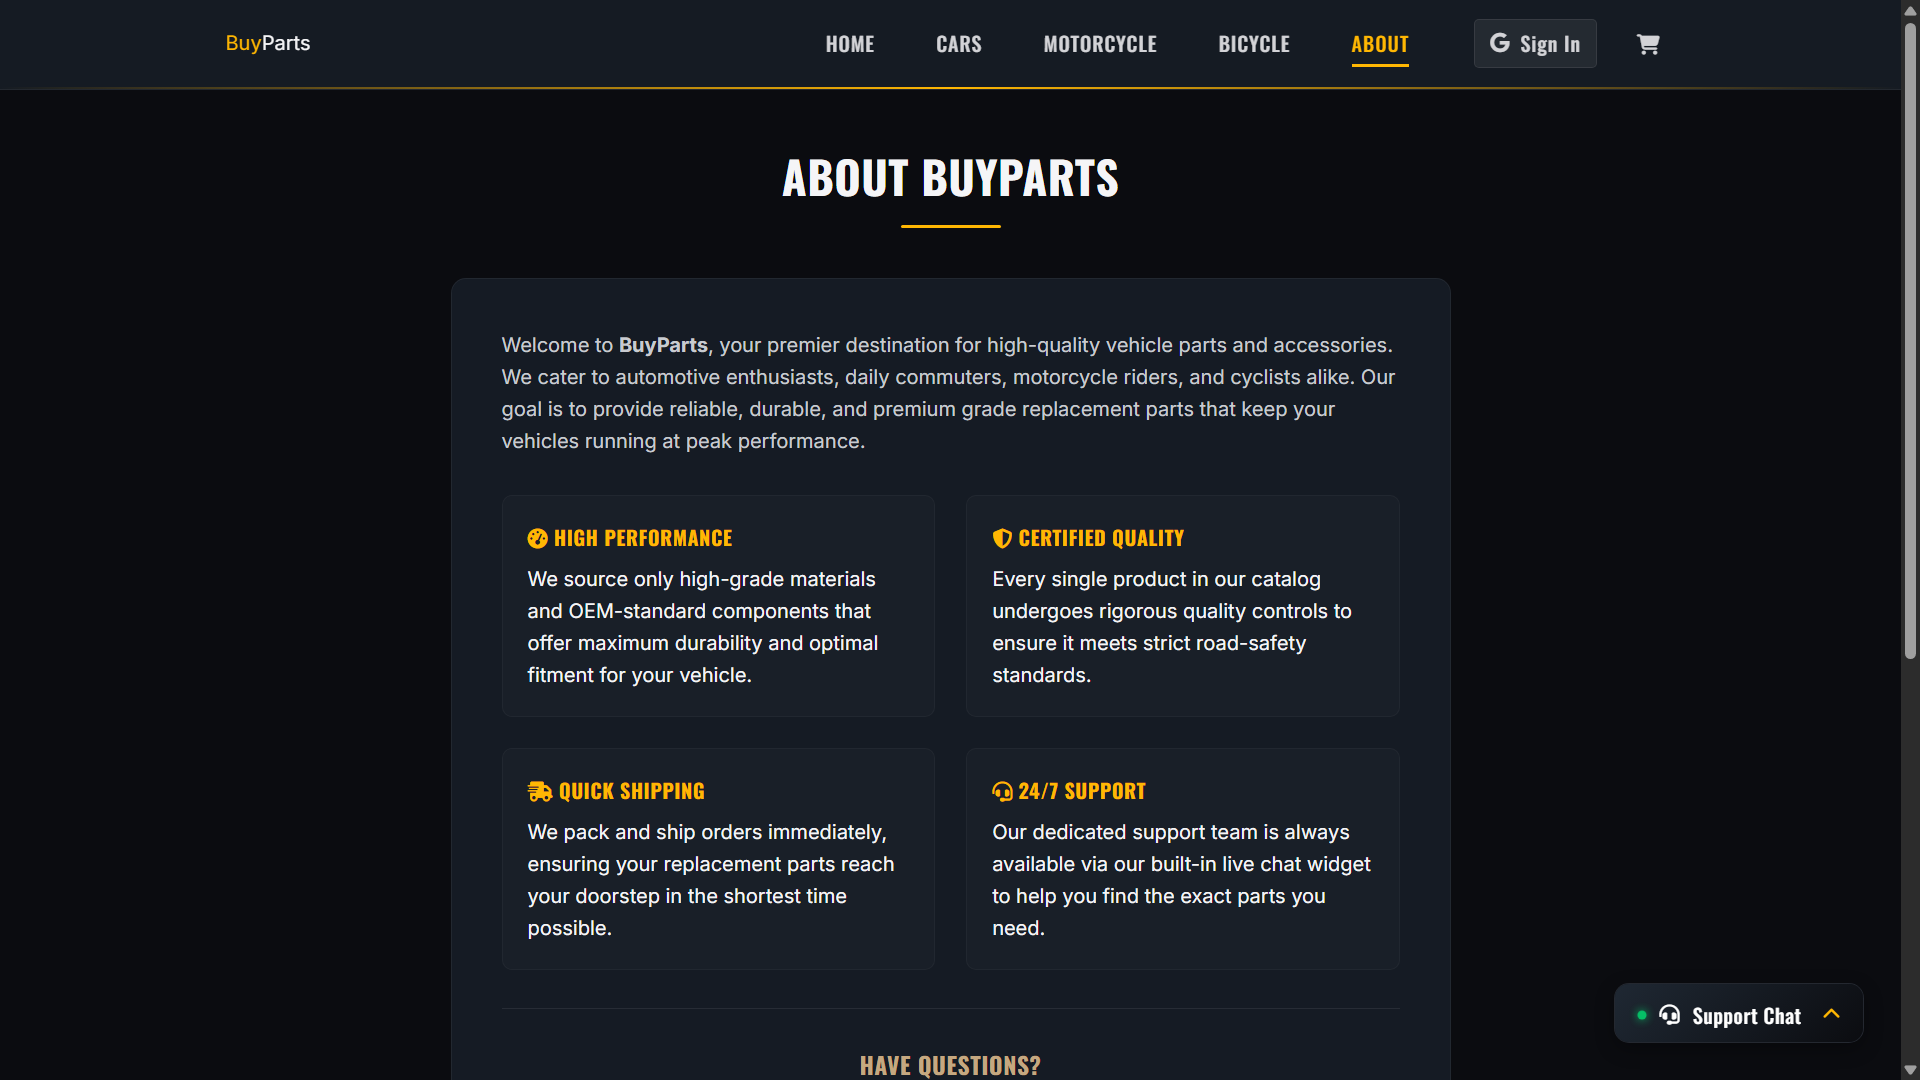 BuyParts
HOME
CARS
MOTORCYCLE
BICYCLE
ABOUT
Sign In
ABOUT BUYPARTS
Welcome to BuyParts, your premier destination for high-quality vehicle parts and accessories.
We cater to automotive enthusiasts, daily commuters, motorcycle riders, and cyclists alike. Our
goal is to provide reliable, durable, and premium grade replacement parts that keep your
vehicles running at peak performance.
HIGH PERFORMANCE
We source only high-grade materials
and OEM-standard components that
offer maximum durability and optimal
fitment for your vehicle.
CERTIFIED QUALITY
Every single product in our catalog
undergoes rigorous quality controls to
ensure it meets strict road-safety
standards.
QUICK SHIPPING
We pack and ship orders immediately,
ensuring your replacement parts reach
your doorstep in the shortest time
possible.
24/7 SUPPORT
Our dedicated support team is always
available via our built-in live chat widget
to help you find the exact parts you
need.
HAVE QUESTIONS?
Support Chat